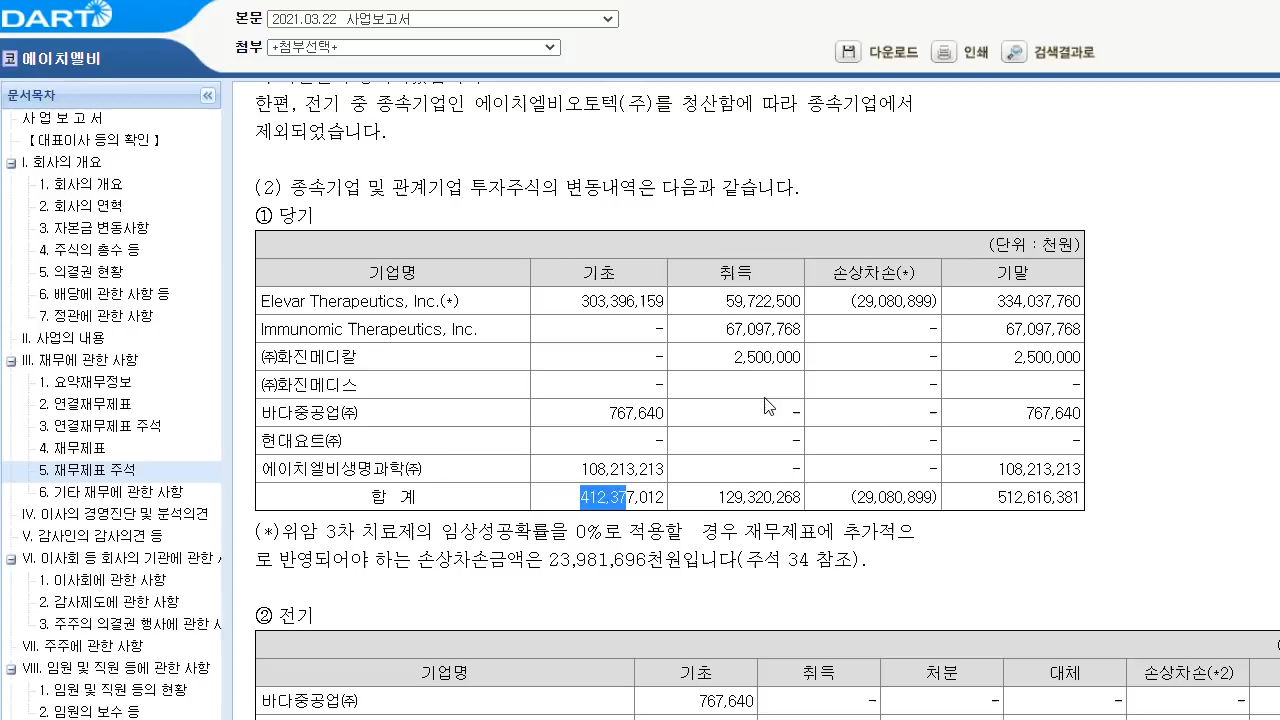 DART
본문 2021.03.22 사업보고서
첨부 +첨부선택+
다운로드 인쇄 검색결과로
코 에이치엘비
문서목차
사 업 보 고 서
【 대표이사 등의 확인 】
I. 회사의 개요
1. 회사의 개요
2. 회사의 연혁
3. 자본금 변동사항
4. 주식의 총수 등
5. 의결권 현황
6. 배당에 관한 사항 등
7. 정관에 관한 사항
II. 사업의 내용
III. 재무에 관한 사항
1. 요약재무정보
2. 연결재무제표
3. 연결재무제표 주석
4. 재무제표
5. 재무제표 주석
6. 기타 재무에 관한 사항
IV. 이사의 경영진단 및 분석의견
V. 감사인의 감사의견 등
VI. 이사회 등 회사의 기관에 관한
1. 이사회에 관한 사항
2. 감사제도에 관한 사항
3. 주주의 의결권 행사에 관한
VII. 주주에 관한 사항
VIII. 임원 및 직원 등에 관한 사항
1. 임원 및 직원 등의 현황
2. 임원의 보수 등
한편, 전기 중 종속기업인 에이치엘비오토텍(주)를 청산함에 따라 종속기업에서
제외되었습니다.
(2) 종속기업 및 관계기업 투자주식의 변동내역은 다음과 같습니다.
① 당기
(단위 : 천원)
기업명 기초 취득 손상차손(*) 기말
Elevar Therapeutics, Inc.(*) 303,396,159 59,722,500 (29,080,899) 334,037,760
Immunomic Therapeutics, Inc. - 67,097,768 - 67,097,768
㈜화진메디칼 - 2,500,000 - 2,500,000
㈜화진메디스 - - -
바다중공업㈜ 767,640 - - 767,640
현대요트㈜ - - - -
에이치엘비생명과학㈜ 108,213,213 - - 108,213,213
합 계 412,377,012 129,320,268 (29,080,899) 512,616,381
(*)위암 3차 치료제의 임상성공확률을 0%로 적용할 경우 재무제표에 추가적으
로 반영되어야 하는 손상차손금액은 23,981,696천원입니다(주석 34 참조).
② 전기
기업명 기초 취득 처분 대체 손상차손(*2)
바다중공업㈜ 767,640 - - - -